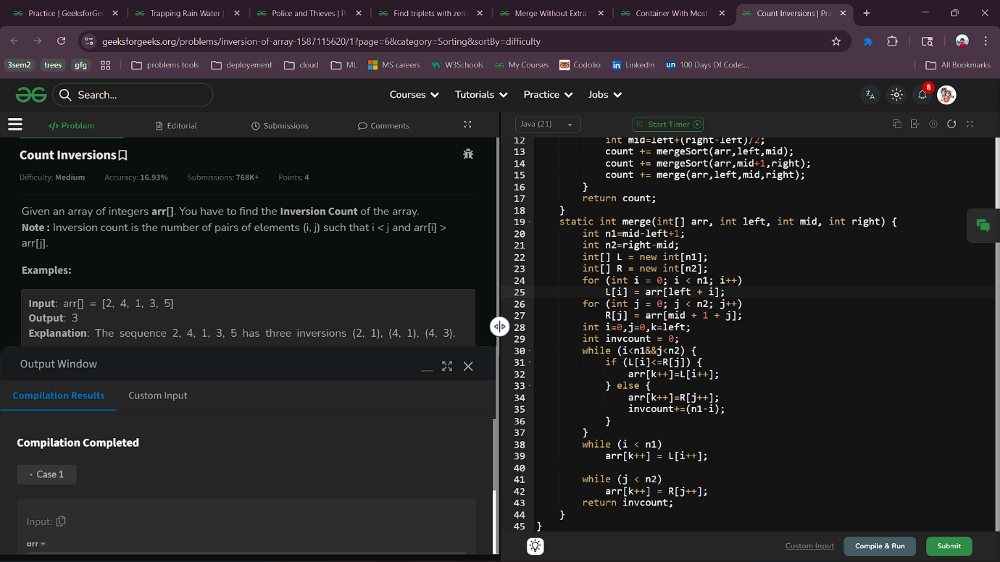 Practice | GeeksforGe
Trapping Rain Water |
Police and Thieves | P
Find triplets with zero
Merge Without Extra
Container With Most
Count Inversions | Pra
geeksforgeeks.org/problems/inversion-of-array-1587115620/1?page=6&category=Sorting&sortBy=difficulty
3sem2
trees
gfg
problems tools
deployement
cloud
ML
MS careers
W3Schools
My Courses
Codolio
LinkedIn
un 100 Days Of Code:...
All Bookmarks
Search...
Courses
Tutorials
Practice
Jobs
8
</> Problem
Editorial
Submissions
Comments
Java (21)
Start Timer
Count Inversions
Difficulty: Medium Accuracy: 16.93% Submissions: 768K+ Points: 4
Given an array of integers arr[]. You have to find the Inversion Count of the array.
Note : Inversion count is the number of pairs of elements (i, j) such that i < j and arr[i] >
arr[j].
Examples:
Input: arr[] = [2, 4, 1, 3, 5]
Output: 3
Explanation: The sequence 2, 4, 1, 3, 5 has three inversions (2, 1), (4, 1), (4, 3).
Output Window
Compilation Results
Custom Input
Compilation Completed
Case 1
Input:
arr =
12 int mid=left+(right-left)/2;
13 count += mergeSort(arr,left,mid);
14 count += mergeSort(arr,mid+1,right);
15 count += merge(arr,left,mid,right);
16 }
17 return count;
18 }
19 static int merge(int[] arr, int left, int mid, int right) {
20 int n1=mid-left+1;
21 int n2=right-mid;
22 int[] L = new int[n1];
23 int[] R = new int[n2];
24 for (int i = 0; i < n1; i++)
25 L[i] = arr[left + i];
26 for (int j = 0; j < n2; j++)
27 R[j] = arr[mid + 1 + j];
28 int i=0,j=0,k=left;
29 int invcount = 0;
30 while (i<n1&&j<n2) {
31 if (L[i]<=R[j]) {
32 arr[k++]=L[i++];
33 } else {
34 arr[k++]=R[j++];
35 invcount+=(n1-i);
36 }
37 }
38 while (i < n1)
39 arr[k++] = L[i++];
40
41 while (j < n2)
42 arr[k++] = R[j++];
43 return invcount;
44 }
45 }
Custom Input
Compile & Run
Submit